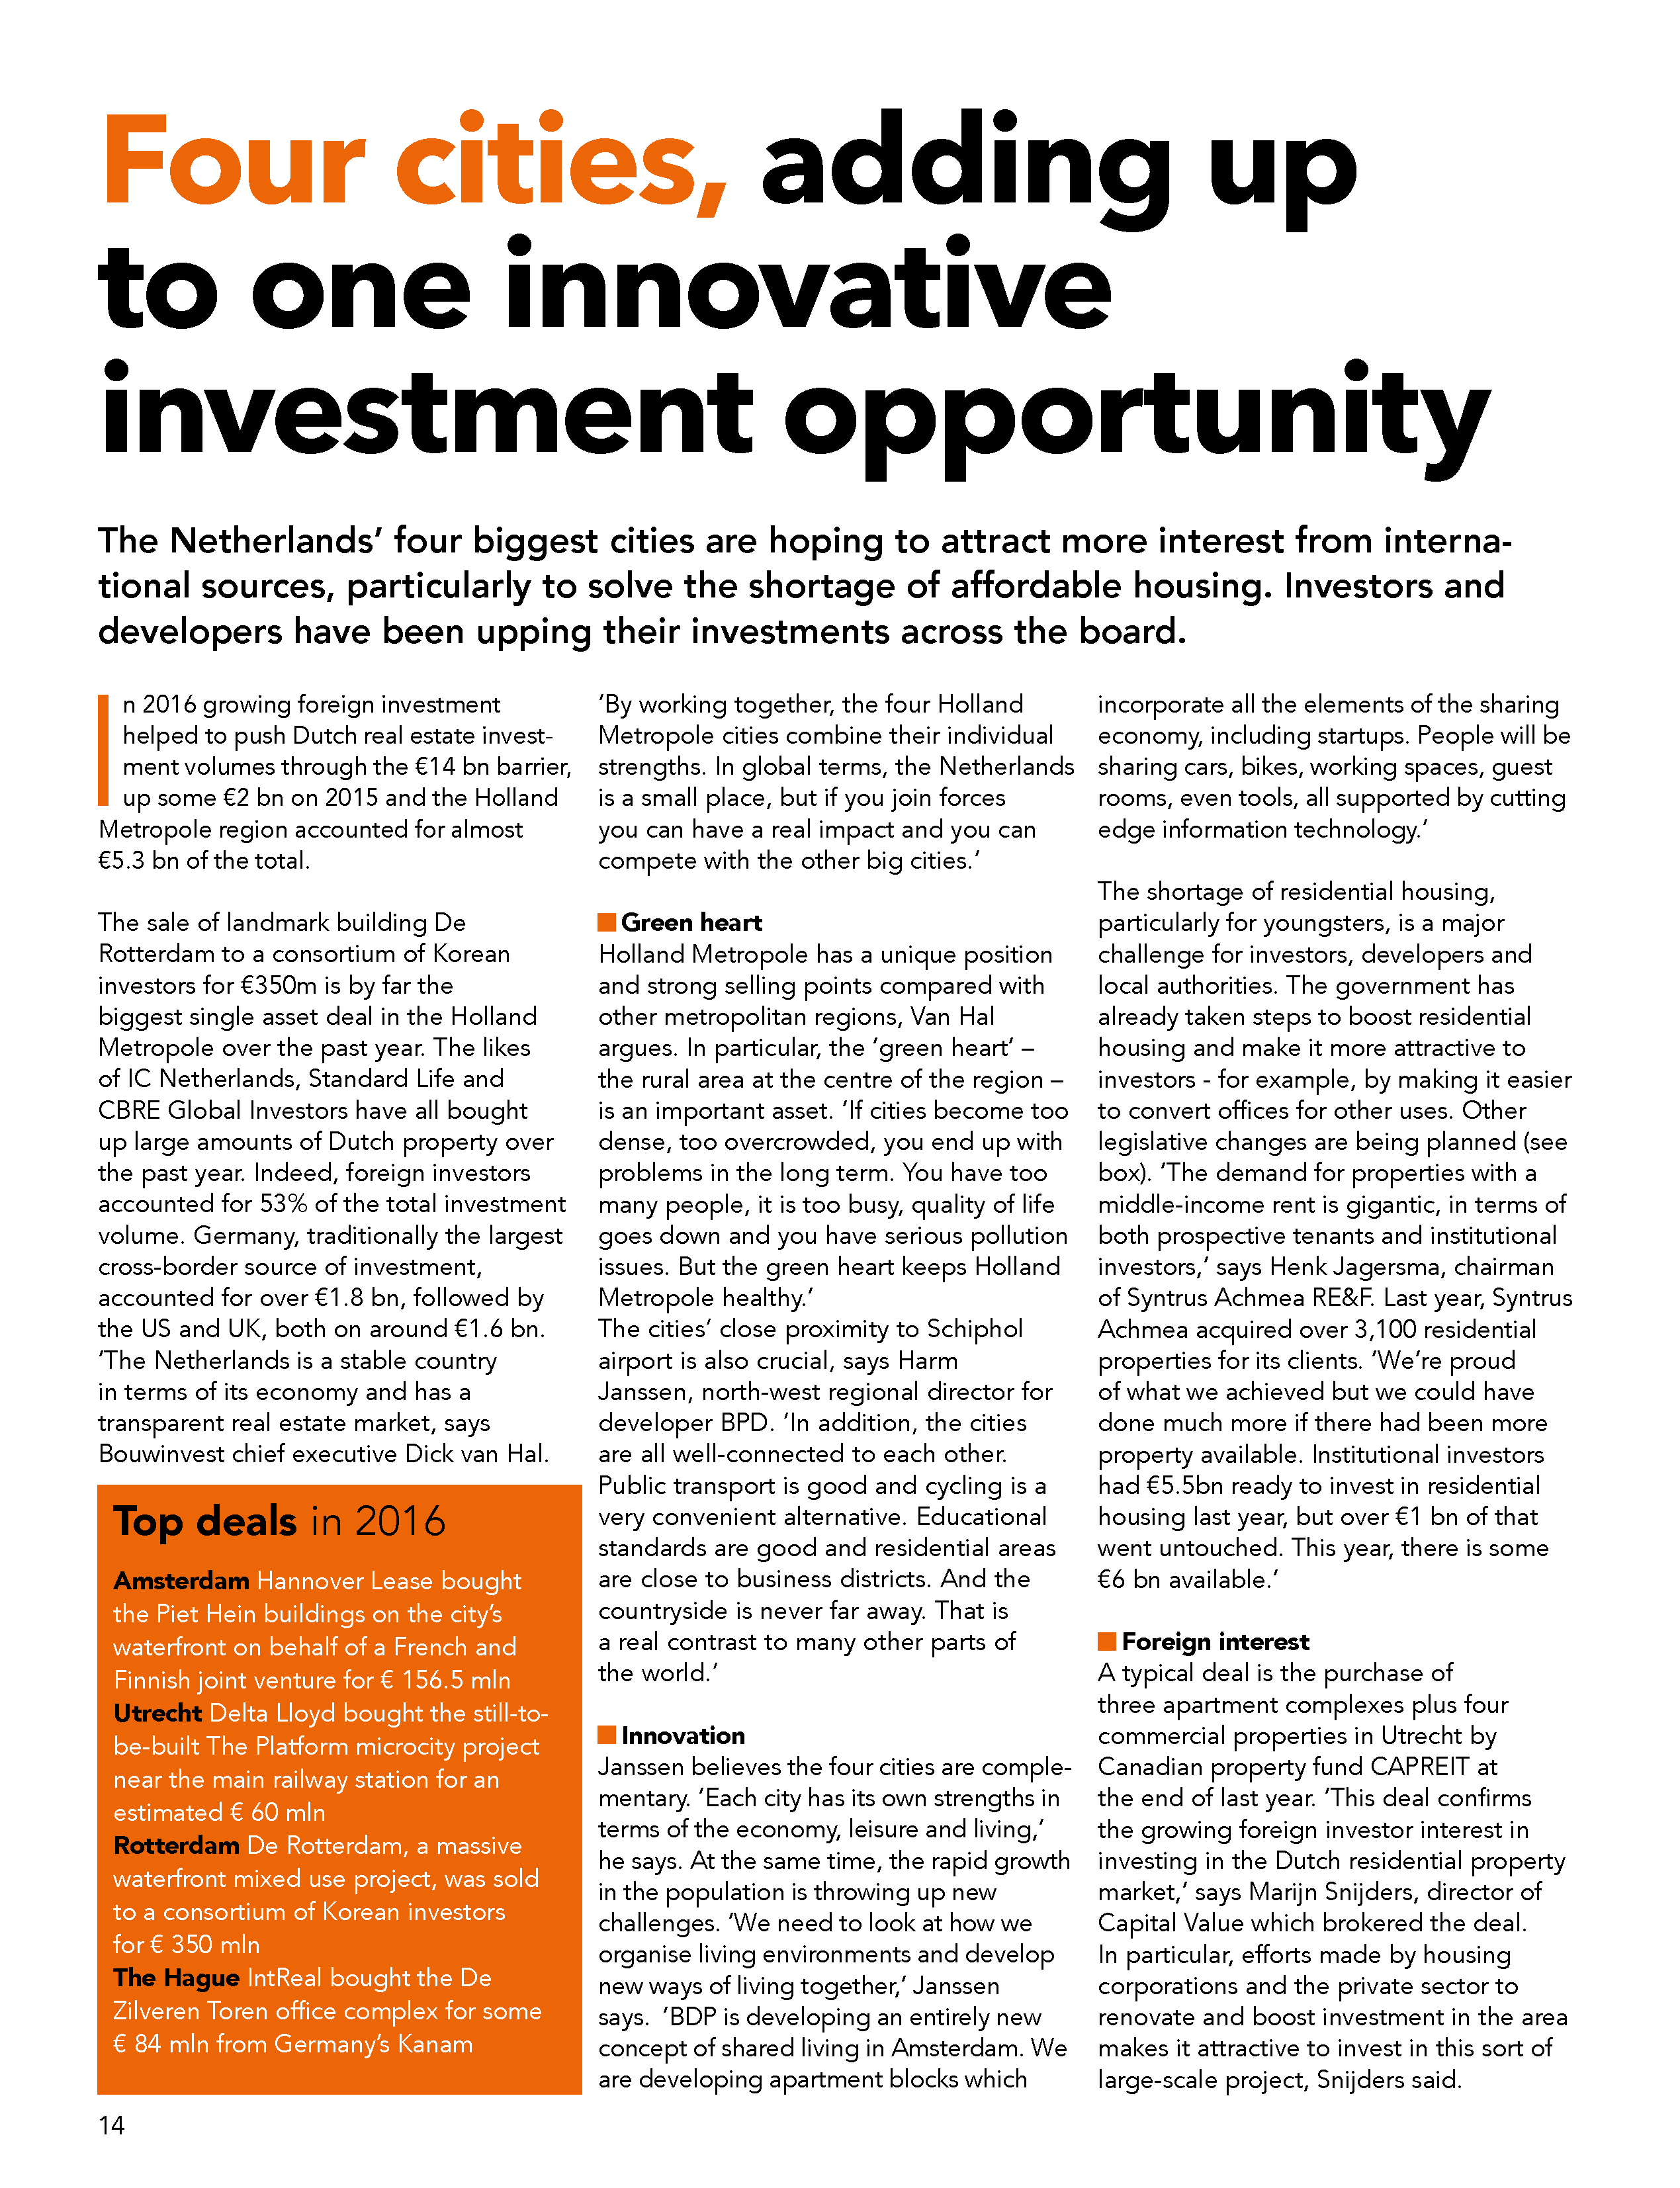 Four cities, adding up
to one innovative
investment opportunity
The Netherlands’ four biggest cities are hoping to attract more interest from interna-
tional sources, particularly to solve the shortage of affordable housing. Investors and
developers have been upping their investments across the board.
In 2016 growing foreign investment
helped to push Dutch real estate invest-
ment volumes through the €14 bn barrier,
up some €2 bn on 2015 and the Holland
Metropole region accounted for almost
€5.3 bn of the total.
The sale of landmark building De
Rotterdam to a consortium of Korean
investors for €350m is by far the
biggest single asset deal in the Holland
Metropole over the past year. The likes
of IC Netherlands, Standard Life and
CBRE Global Investors have all bought
up large amounts of Dutch property over
the past year. Indeed, foreign investors
accounted for 53% of the total investment
volume. Germany, traditionally the largest
cross-border source of investment,
accounted for over €1.8 bn, followed by
the US and UK, both on around €1.6 bn.
‘The Netherlands is a stable country
in terms of its economy and has a
transparent real estate market, says
Bouwinvest chief executive Dick van Hal.
Top deals in 2016
Amsterdam Hannover Lease bought
the Piet Hein buildings on the city’s
waterfront on behalf of a French and
Finnish joint venture for € 156.5 mln
Utrecht Delta Lloyd bought the still-to-
be-built The Platform microcity project
near the main railway station for an
estimated € 60 mln
Rotterdam De Rotterdam, a massive
waterfront mixed use project, was sold
to a consortium of Korean investors
for € 350 mln
The Hague IntReal bought the De
Zilveren Toren office complex for some
€ 84 mln from Germany’s Kanam
‘By working together, the four Holland
Metropole cities combine their individual
strengths. In global terms, the Netherlands
is a small place, but if you join forces
you can have a real impact and you can
compete with the other big cities.’
Green heart
Holland Metropole has a unique position
and strong selling points compared with
other metropolitan regions, Van Hal
argues. In particular, the ‘green heart’ –
the rural area at the centre of the region –
is an important asset. ‘If cities become too
dense, too overcrowded, you end up with
problems in the long term. You have too
many people, it is too busy, quality of life
goes down and you have serious pollution
issues. But the green heart keeps Holland
Metropole healthy.’
The cities’ close proximity to Schiphol
airport is also crucial, says Harm
Janssen, north-west regional director for
developer BPD. ‘In addition, the cities
are all well-connected to each other.
Public transport is good and cycling is a
very convenient alternative. Educational
standards are good and residential areas
are close to business districts. And the
countryside is never far away. That is
a real contrast to many other parts of
the world.’
Innovation
Janssen believes the four cities are comple-
mentary. ‘Each city has its own strengths in
terms of the economy, leisure and living,’
he says. At the same time, the rapid growth
in the population is throwing up new
challenges. ‘We need to look at how we
organise living environments and develop
new ways of living together,’ Janssen
says. ‘BDP is developing an entirely new
concept of shared living in Amsterdam. We
are developing apartment blocks which
incorporate all the elements of the sharing
economy, including startups. People will be
sharing cars, bikes, working spaces, guest
rooms, even tools, all supported by cutting
edge information technology.’
The shortage of residential housing,
particularly for youngsters, is a major
challenge for investors, developers and
local authorities. The government has
already taken steps to boost residential
housing and make it more attractive to
investors - for example, by making it easier
to convert offices for other uses. Other
legislative changes are being planned (see
box). ‘The demand for properties with a
middle-income rent is gigantic, in terms of
both prospective tenants and institutional
investors,’ says Henk Jagersma, chairman
of Syntrus Achmea RE&F. Last year, Syntrus
Achmea acquired over 3,100 residential
properties for its clients. ‘We’re proud
of what we achieved but we could have
done much more if there had been more
property available. Institutional investors
had €5.5bn ready to invest in residential
housing last year, but over €1 bn of that
went untouched. This year, there is some
€6 bn available.’
Foreign interest
A typical deal is the purchase of
three apartment complexes plus four
commercial properties in Utrecht by
Canadian property fund CAPREIT at
the end of last year. ‘This deal confirms
the growing foreign investor interest in
investing in the Dutch residential property
market,’ says Marijn Snijders, director of
Capital Value which brokered the deal.
In particular, efforts made by housing
corporations and the private sector to
renovate and boost investment in the area
makes it attractive to invest in this sort of
large-scale project, Snijders said.
14